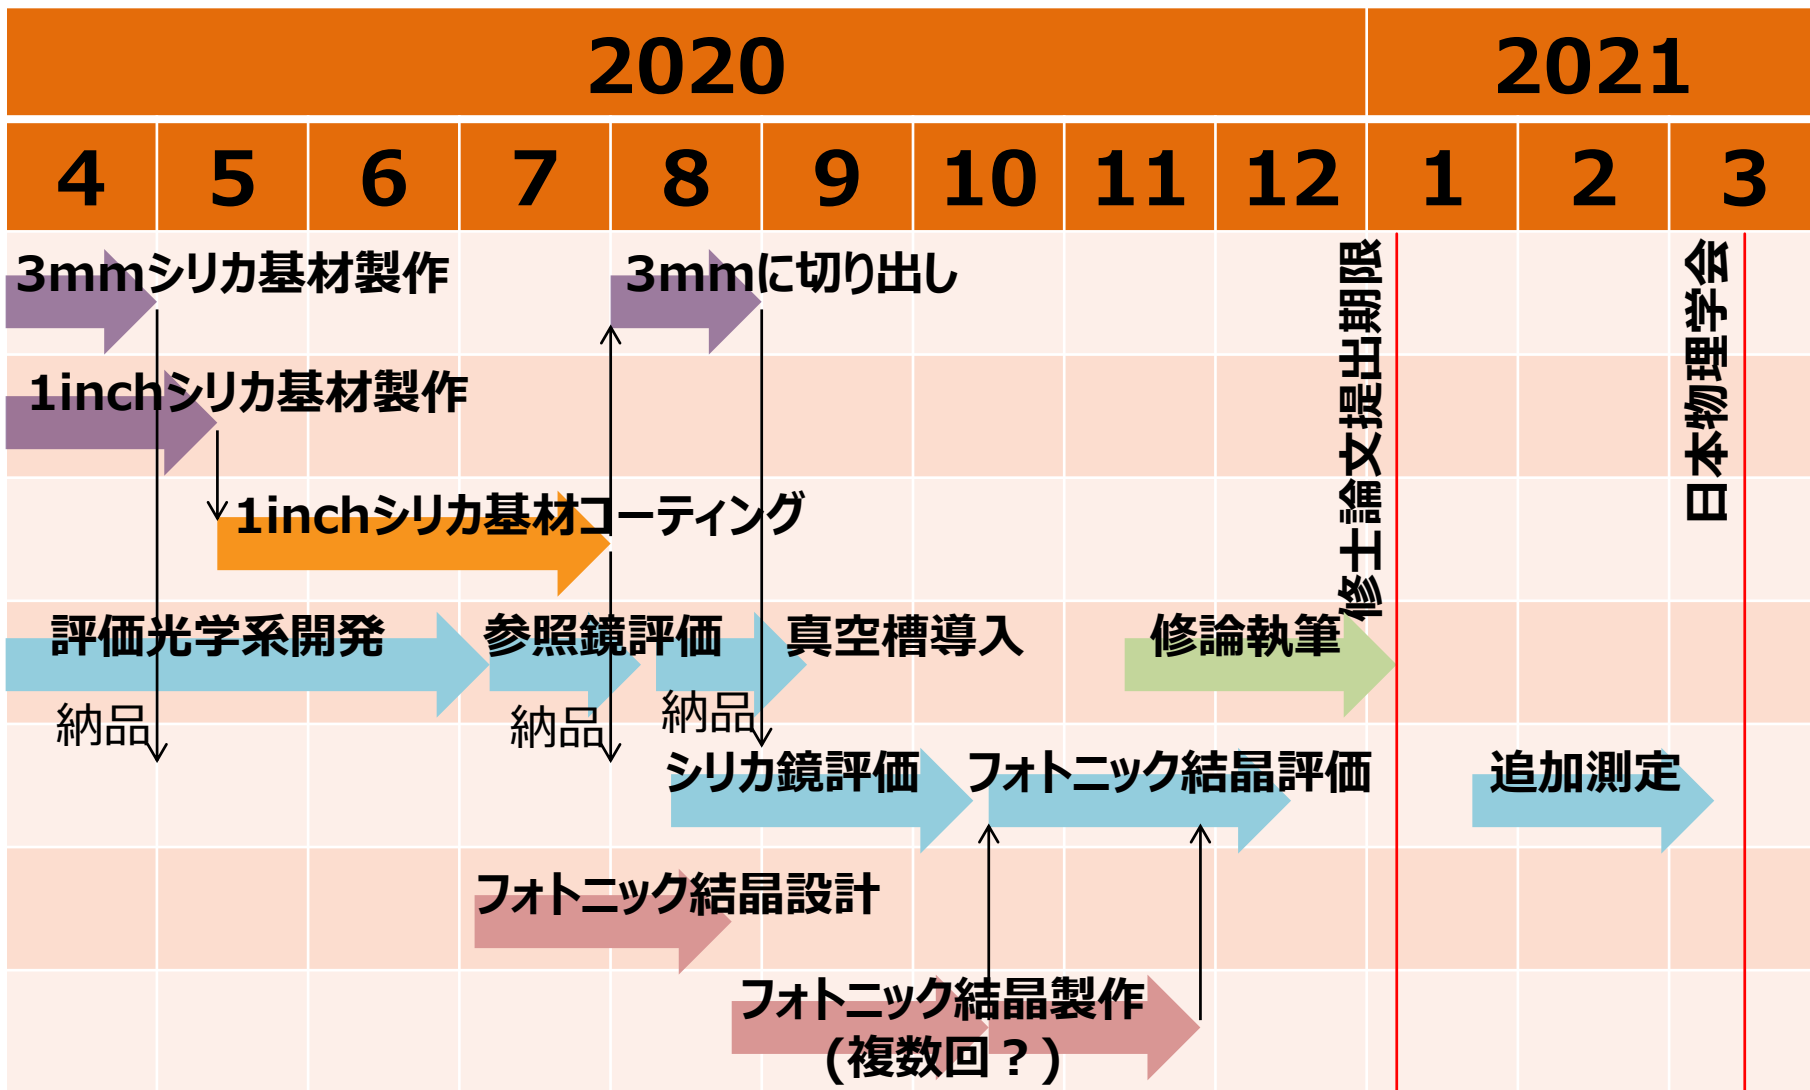 2020
2021
4
5
6
7
8
9
10
11
12
1
2
3
3mmシリカ基材製作
3mmに切り出し
修士論文提出期限
日本物理学会
1inchシリカ基材製作
1inchシリカ基材コーティング
評価光学系開発
参照鏡評価
真空槽導入
修論執筆
納品
納品
納品
シリカ鏡評価
フォトニック結晶評価
追加測定
フォトニック結晶設計
フォトニック結晶製作
(複数回？)